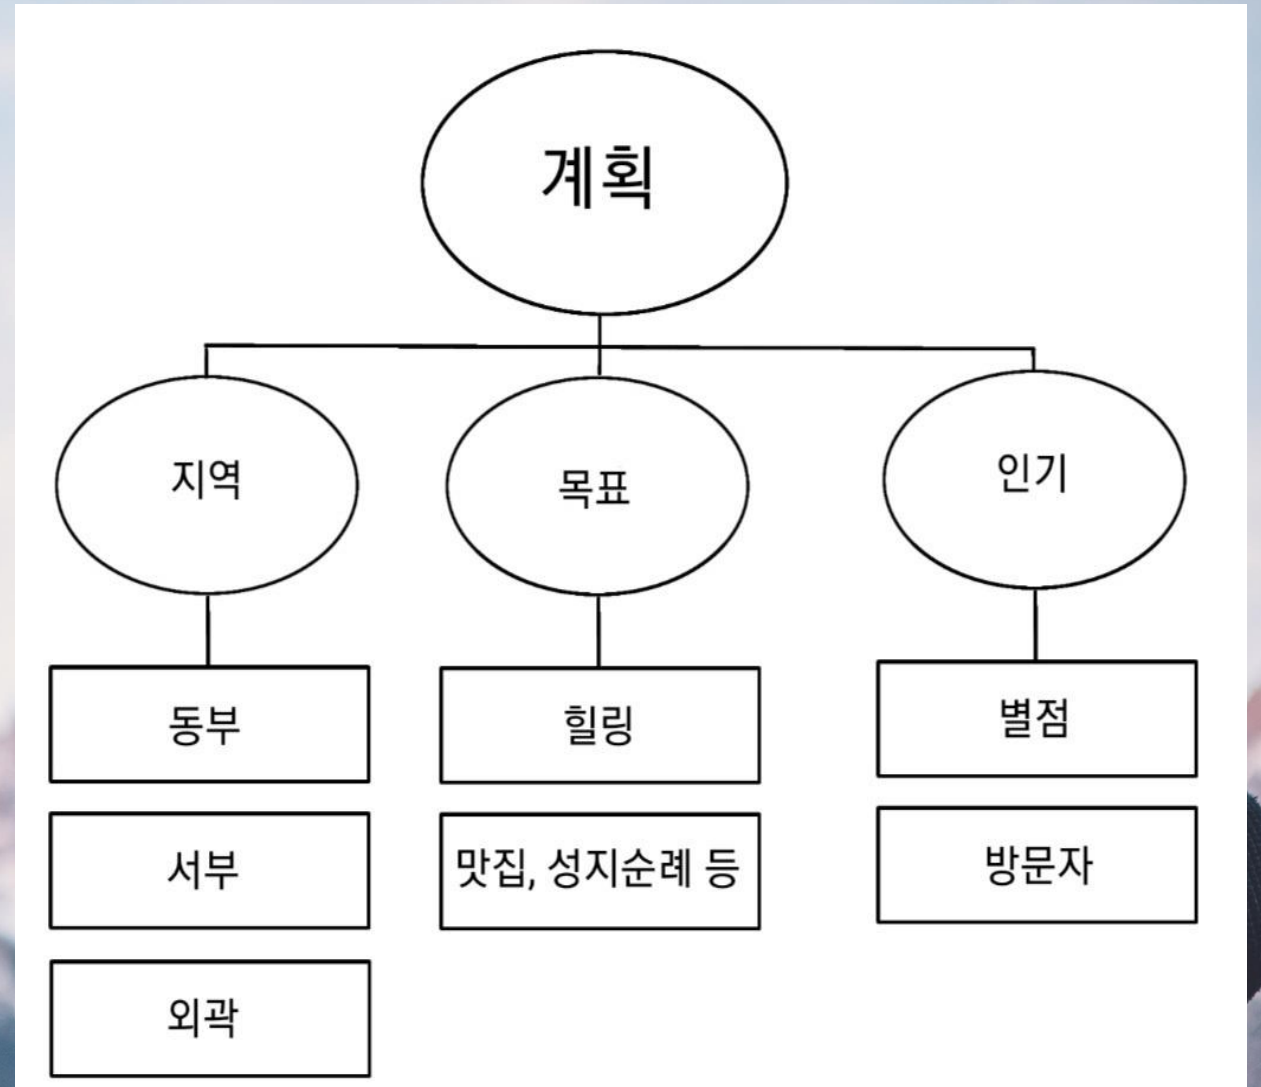 계획
지역
목표
인기
동부
힐링
별점
서부
맛집, 성지순례 등
방문자
외곽